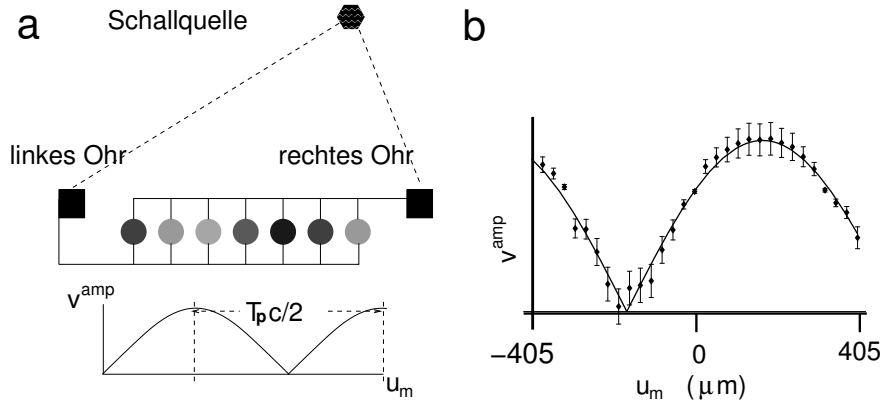 a
Schallquelle
linkes Ohr
rechtes Ohr
v^amp
T_p c/2
u_m
b
v^amp
−405
0
405
u_m (μm)